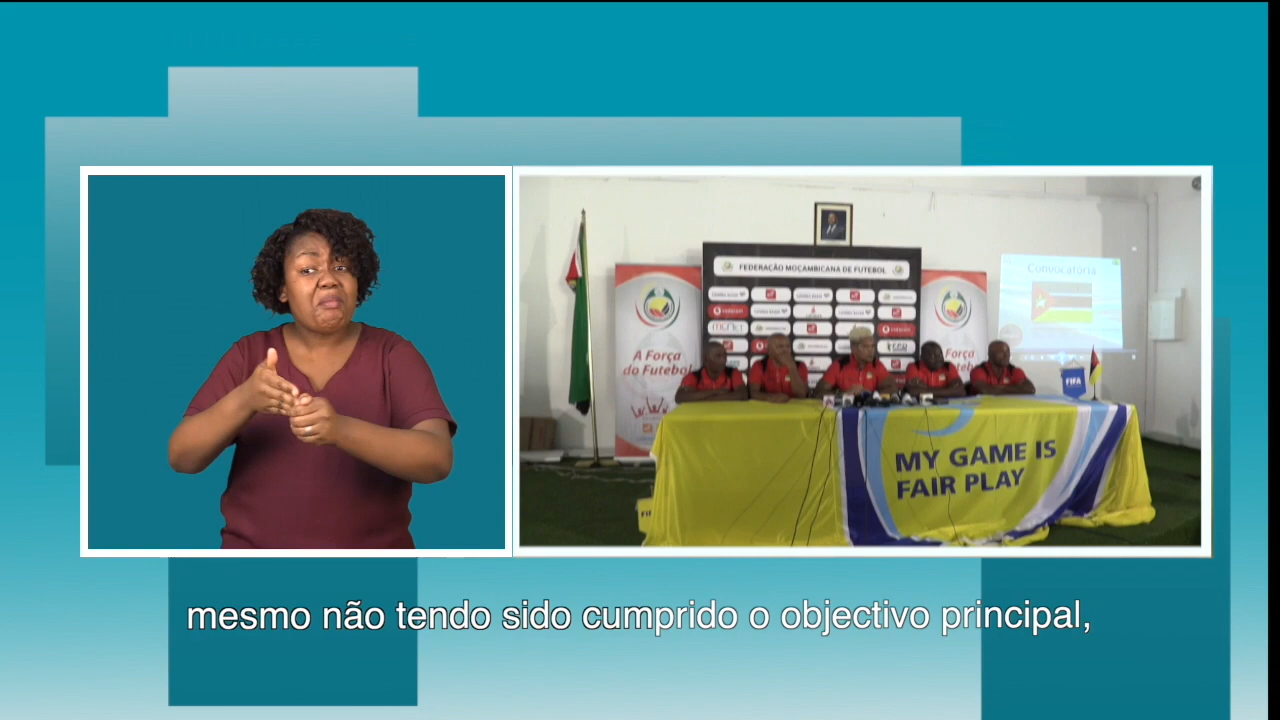 FEDERAÇÃO MOÇAMBICANA DE FUTEBOL
Convocatória
A Força
do Futebol
Força
FIFA
MY GAME IS
FAIR PLAY
mesmo não tendo sido cumprido o objectivo principal,